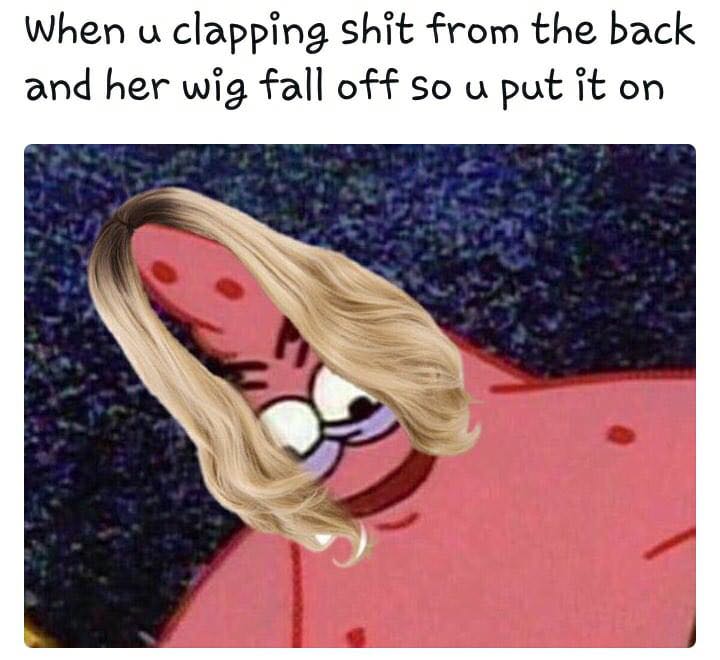 When u clapping shit from the back
and her wig fall off so u put it on